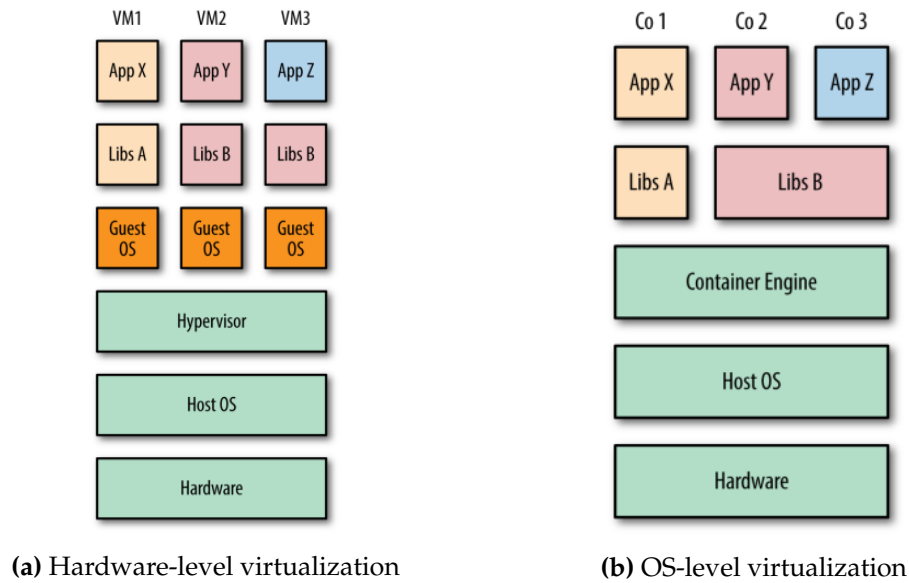 VM1 VM2 VM3
App X App Y App Z
Libs A Libs B Libs B
Guest OS Guest OS Guest OS
Hypervisor
Host OS
Hardware
(a) Hardware-level virtualization
Co 1 Co 2 Co 3
App X App Y App Z
Libs A Libs B
Container Engine
Host OS
Hardware
(b) OS-level virtualization